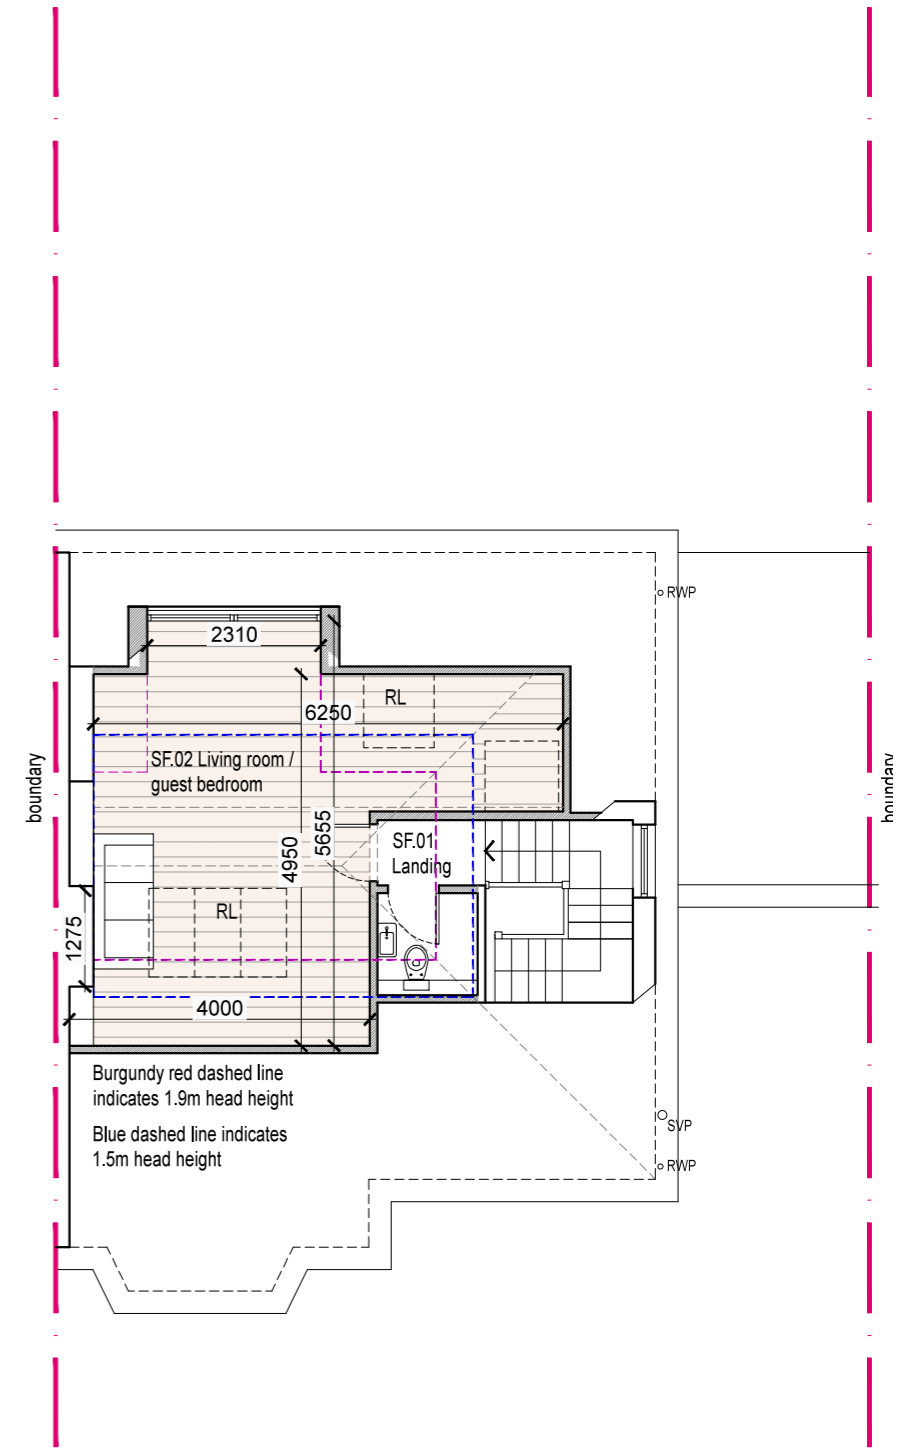 RWP
2310
RL
6250
SF.02 Living room /
guest bedroom
boundary
boundary
SF.01
Landing
5655
4950
RL
1275
4000
Burgundy red dashed line
indicates 1.9m head height
Blue dashed line indicates
1.5m head height
SVP
RWP